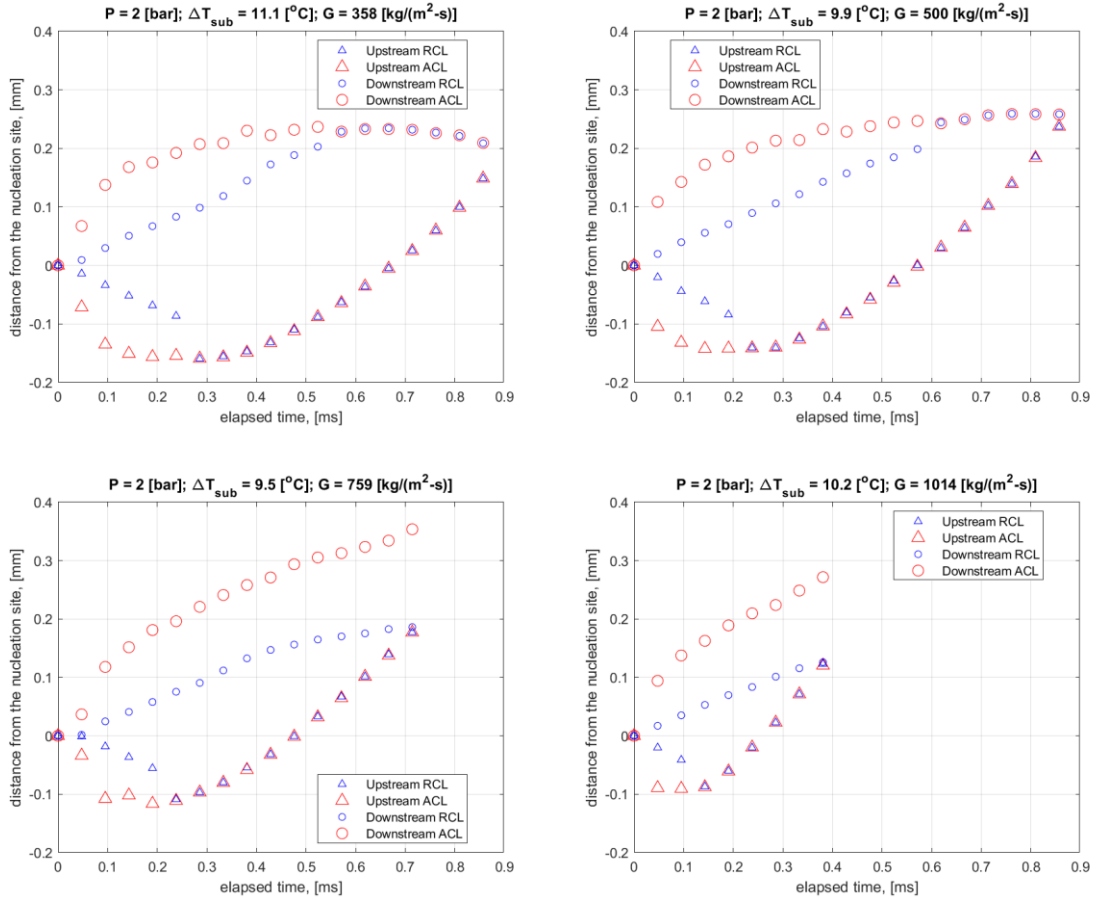 P = 2 [bar]; ΔT_sub = 11.1 [°C]; G = 358 [kg/(m²-s)]
0.4
0.3
0.2
0.1
0
-0.1
-0.2
distance from the nucleation site, [mm]
Upstream RCL
Upstream ACL
Downstream RCL
Downstream ACL
0 0.1 0.2 0.3 0.4 0.5 0.6 0.7 0.8 0.9
elapsed time, [ms]
P = 2 [bar]; ΔT_sub = 9.9 [°C]; G = 500 [kg/(m²-s)]
0.4
0.3
0.2
0.1
0
-0.1
-0.2
distance from the nucleation site, [mm]
Upstream RCL
Upstream ACL
Downstream RCL
Downstream ACL
0 0.1 0.2 0.3 0.4 0.5 0.6 0.7 0.8 0.9
elapsed time, [ms]
P = 2 [bar]; ΔT_sub = 9.5 [°C]; G = 759 [kg/(m²-s)]
0.4
0.3
0.2
0.1
0
-0.1
-0.2
distance from the nucleation site, [mm]
Upstream RCL
Upstream ACL
Downstream RCL
Downstream ACL
0 0.1 0.2 0.3 0.4 0.5 0.6 0.7 0.8 0.9
elapsed time, [ms]
P = 2 [bar]; ΔT_sub = 10.2 [°C]; G = 1014 [kg/(m²-s)]
0.4
0.3
0.2
0.1
0
-0.1
-0.2
distance from the nucleation site, [mm]
Upstream RCL
Upstream ACL
Downstream RCL
Downstream ACL
0 0.1 0.2 0.3 0.4 0.5 0.6 0.7 0.8 0.9
elapsed time, [ms]